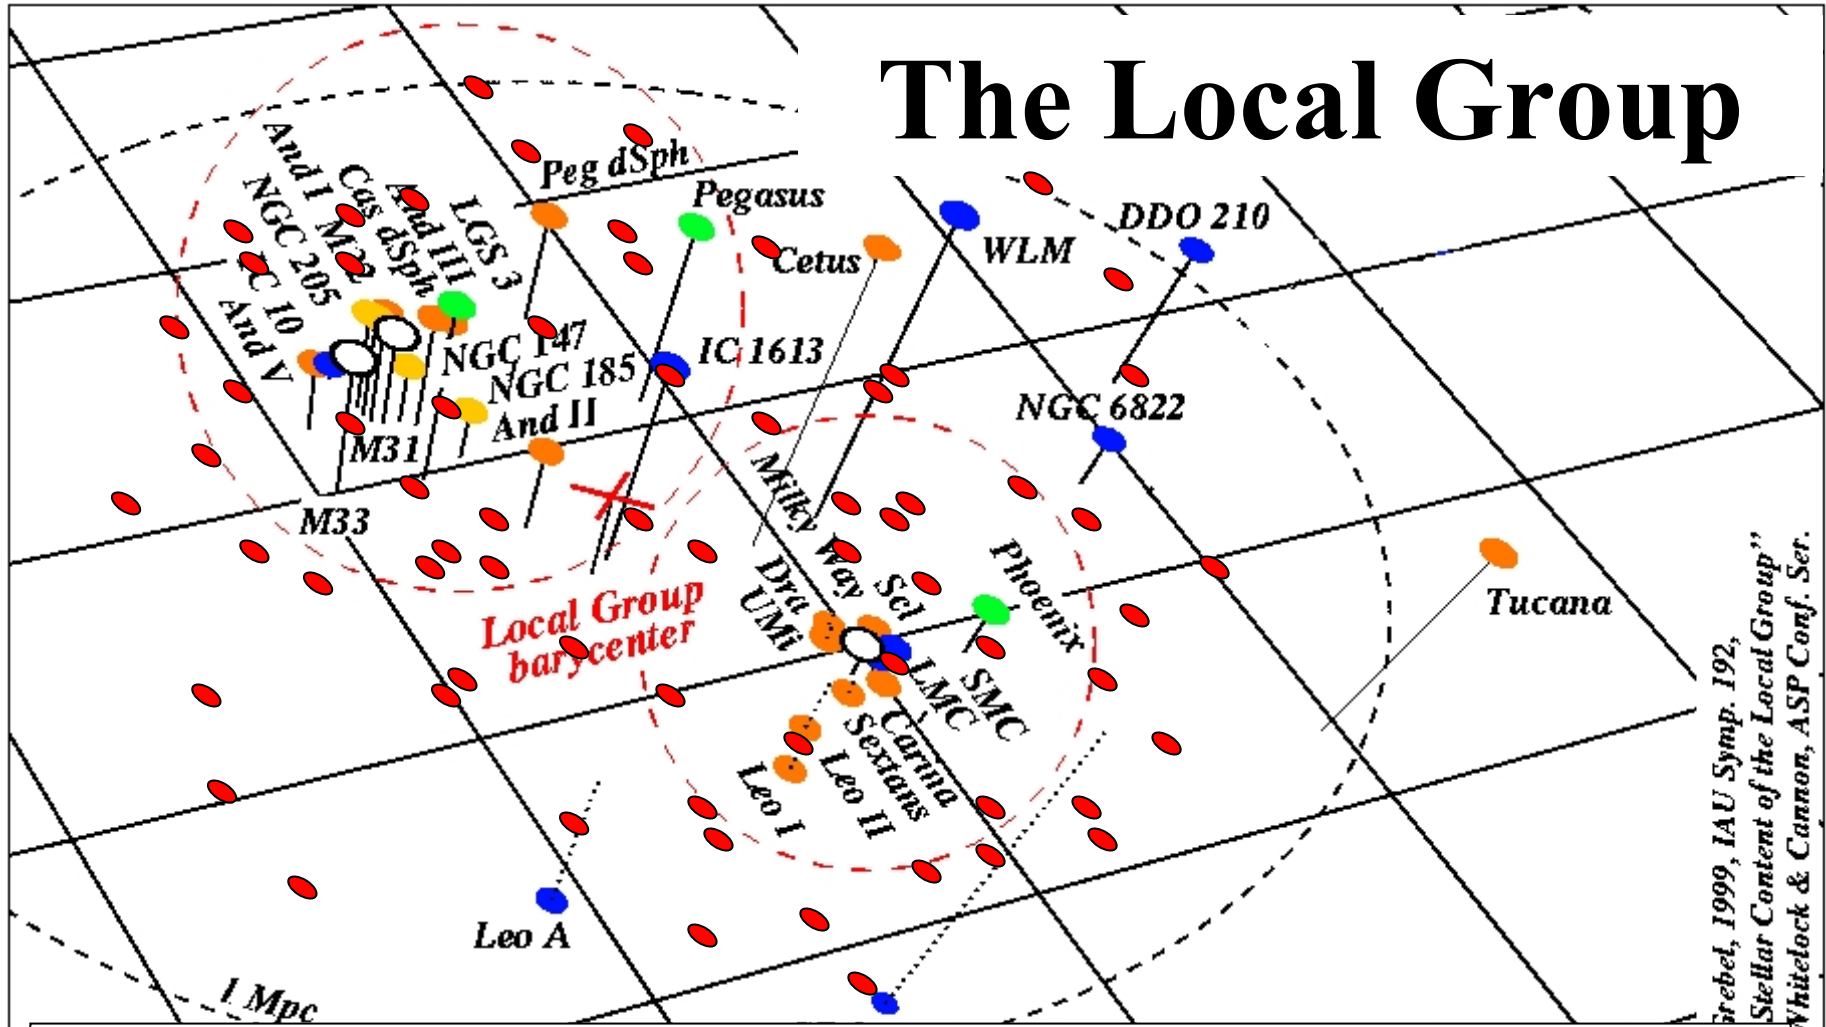 The Local Group
And I
M32
Cas dSph
And III
LGS 3
NGC 205
IC 10
And V
Peg dSph
Pegasus
Cetus
WLM
DDO 210
NGC 147
NGC 185
And II
IC 1613
NGC 6822
M31
M33
Milky Way
Dra
UMi
Scl
Phoenix
Tucana
Local Group
barycenter
LMC
SMC
Carina
Sextans
Leo II
Leo I
Leo A
1 Mpc
Grebel, 1999, IAU Symp. 192,
Stellar Content of the Local Group”
Whitelock & Cannon, ASP Conf. Ser.